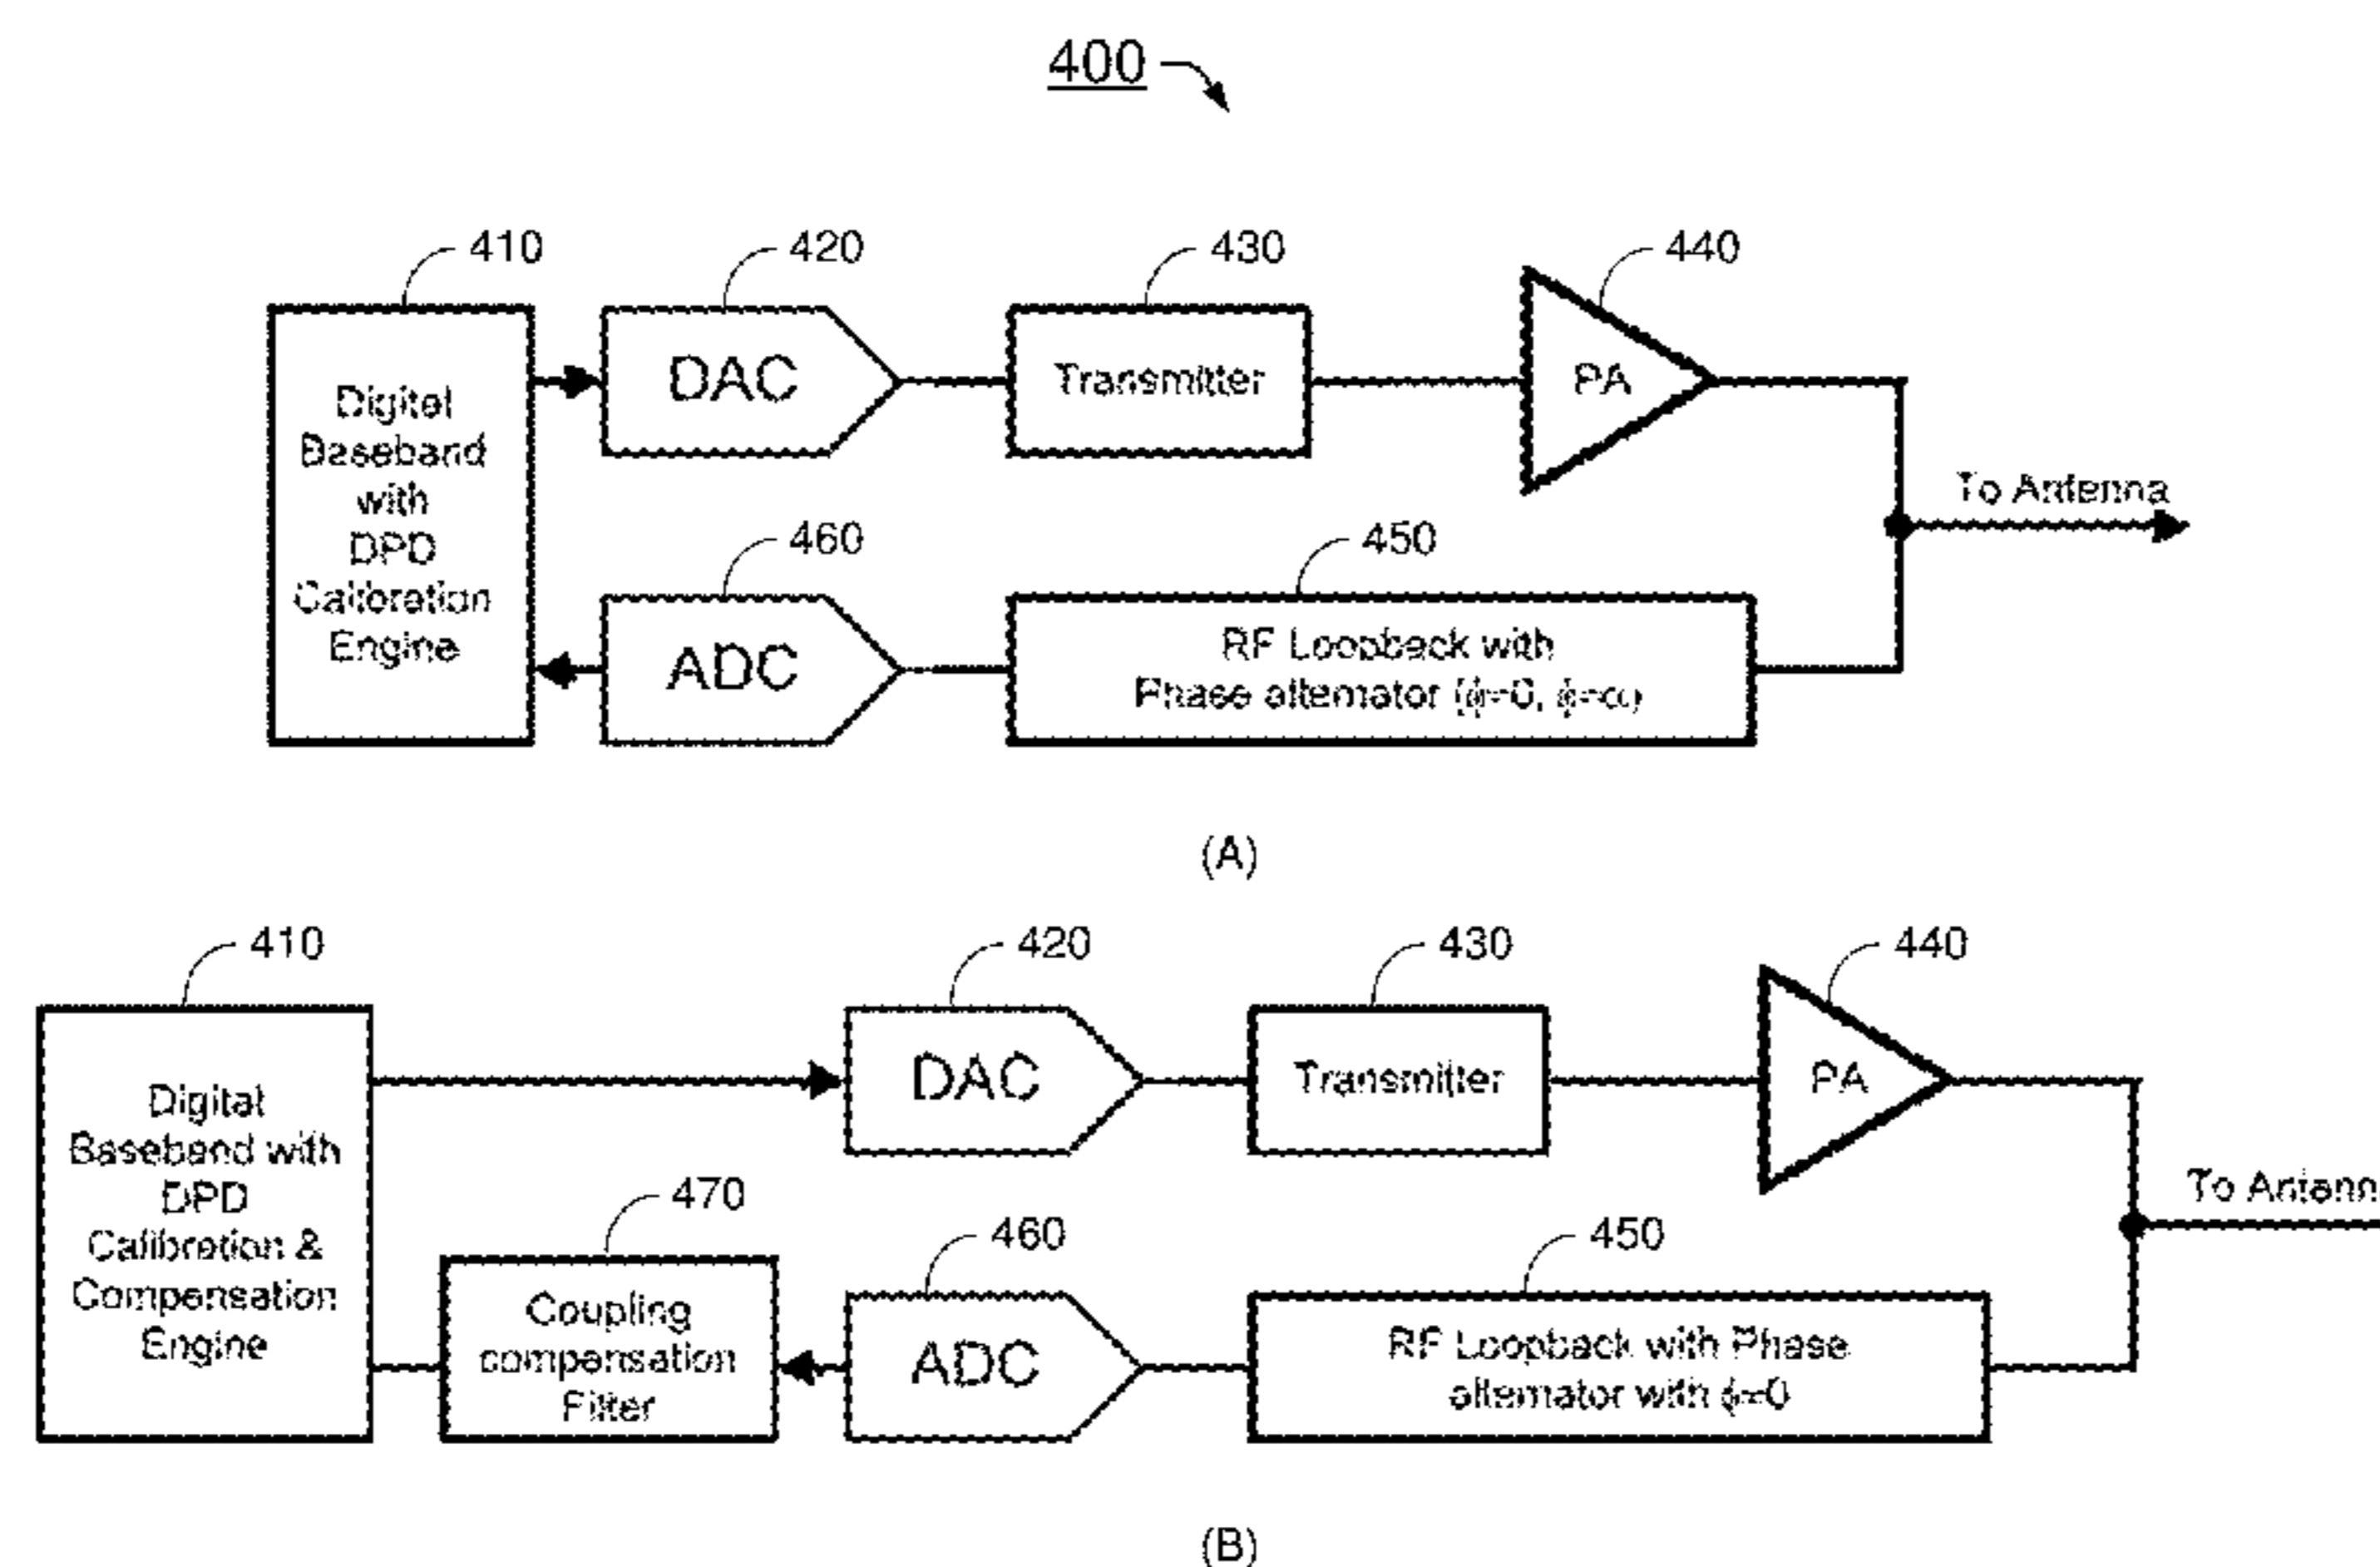 400
410
420
430
440
Digital
Baseband
with
DPD
Calibration
Engine
DAC
Transmitter
PA
To Antenna
460
450
ADC
RF Loopback with
Phase alternator (ϕ=0, ϕ=α)
(A)
410
420
430
440
Digital
Baseband with
DPD
Calibration &
Compensation
Engine
DAC
Transmitter
PA
To Antenn
470
460
450
Coupling
compensation
Filter
ADC
RF Loopback with Phase
alternator with ϕ=0
(B)